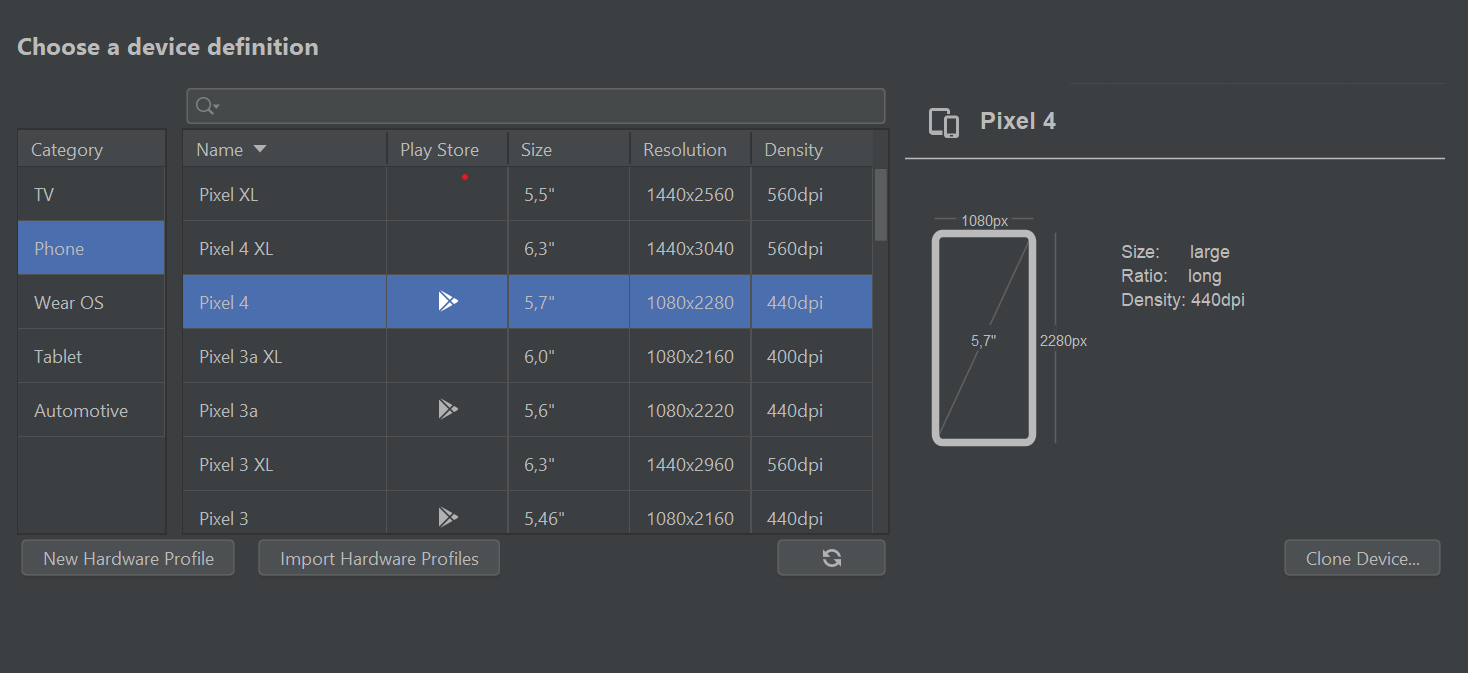 Choose a device definition
Category
TV
Phone
Wear OS
Tablet
Automotive
Name Play Store Size Resolution Density
Pixel XL 5,5" 1440x2560 560dpi
Pixel 4 XL 6,3" 1440x3040 560dpi
Pixel 4 5,7" 1080x2280 440dpi
Pixel 3a XL 6,0" 1080x2160 400dpi
Pixel 3a 5,6" 1080x2220 440dpi
Pixel 3 XL 6,3" 1440x2960 560dpi
Pixel 3 5,46" 1080x2160 440dpi
New Hardware Profile Import Hardware Profiles
Pixel 4
1080px
5,7"
2280px
Size: large
Ratio: long
Density: 440dpi
Clone Device...